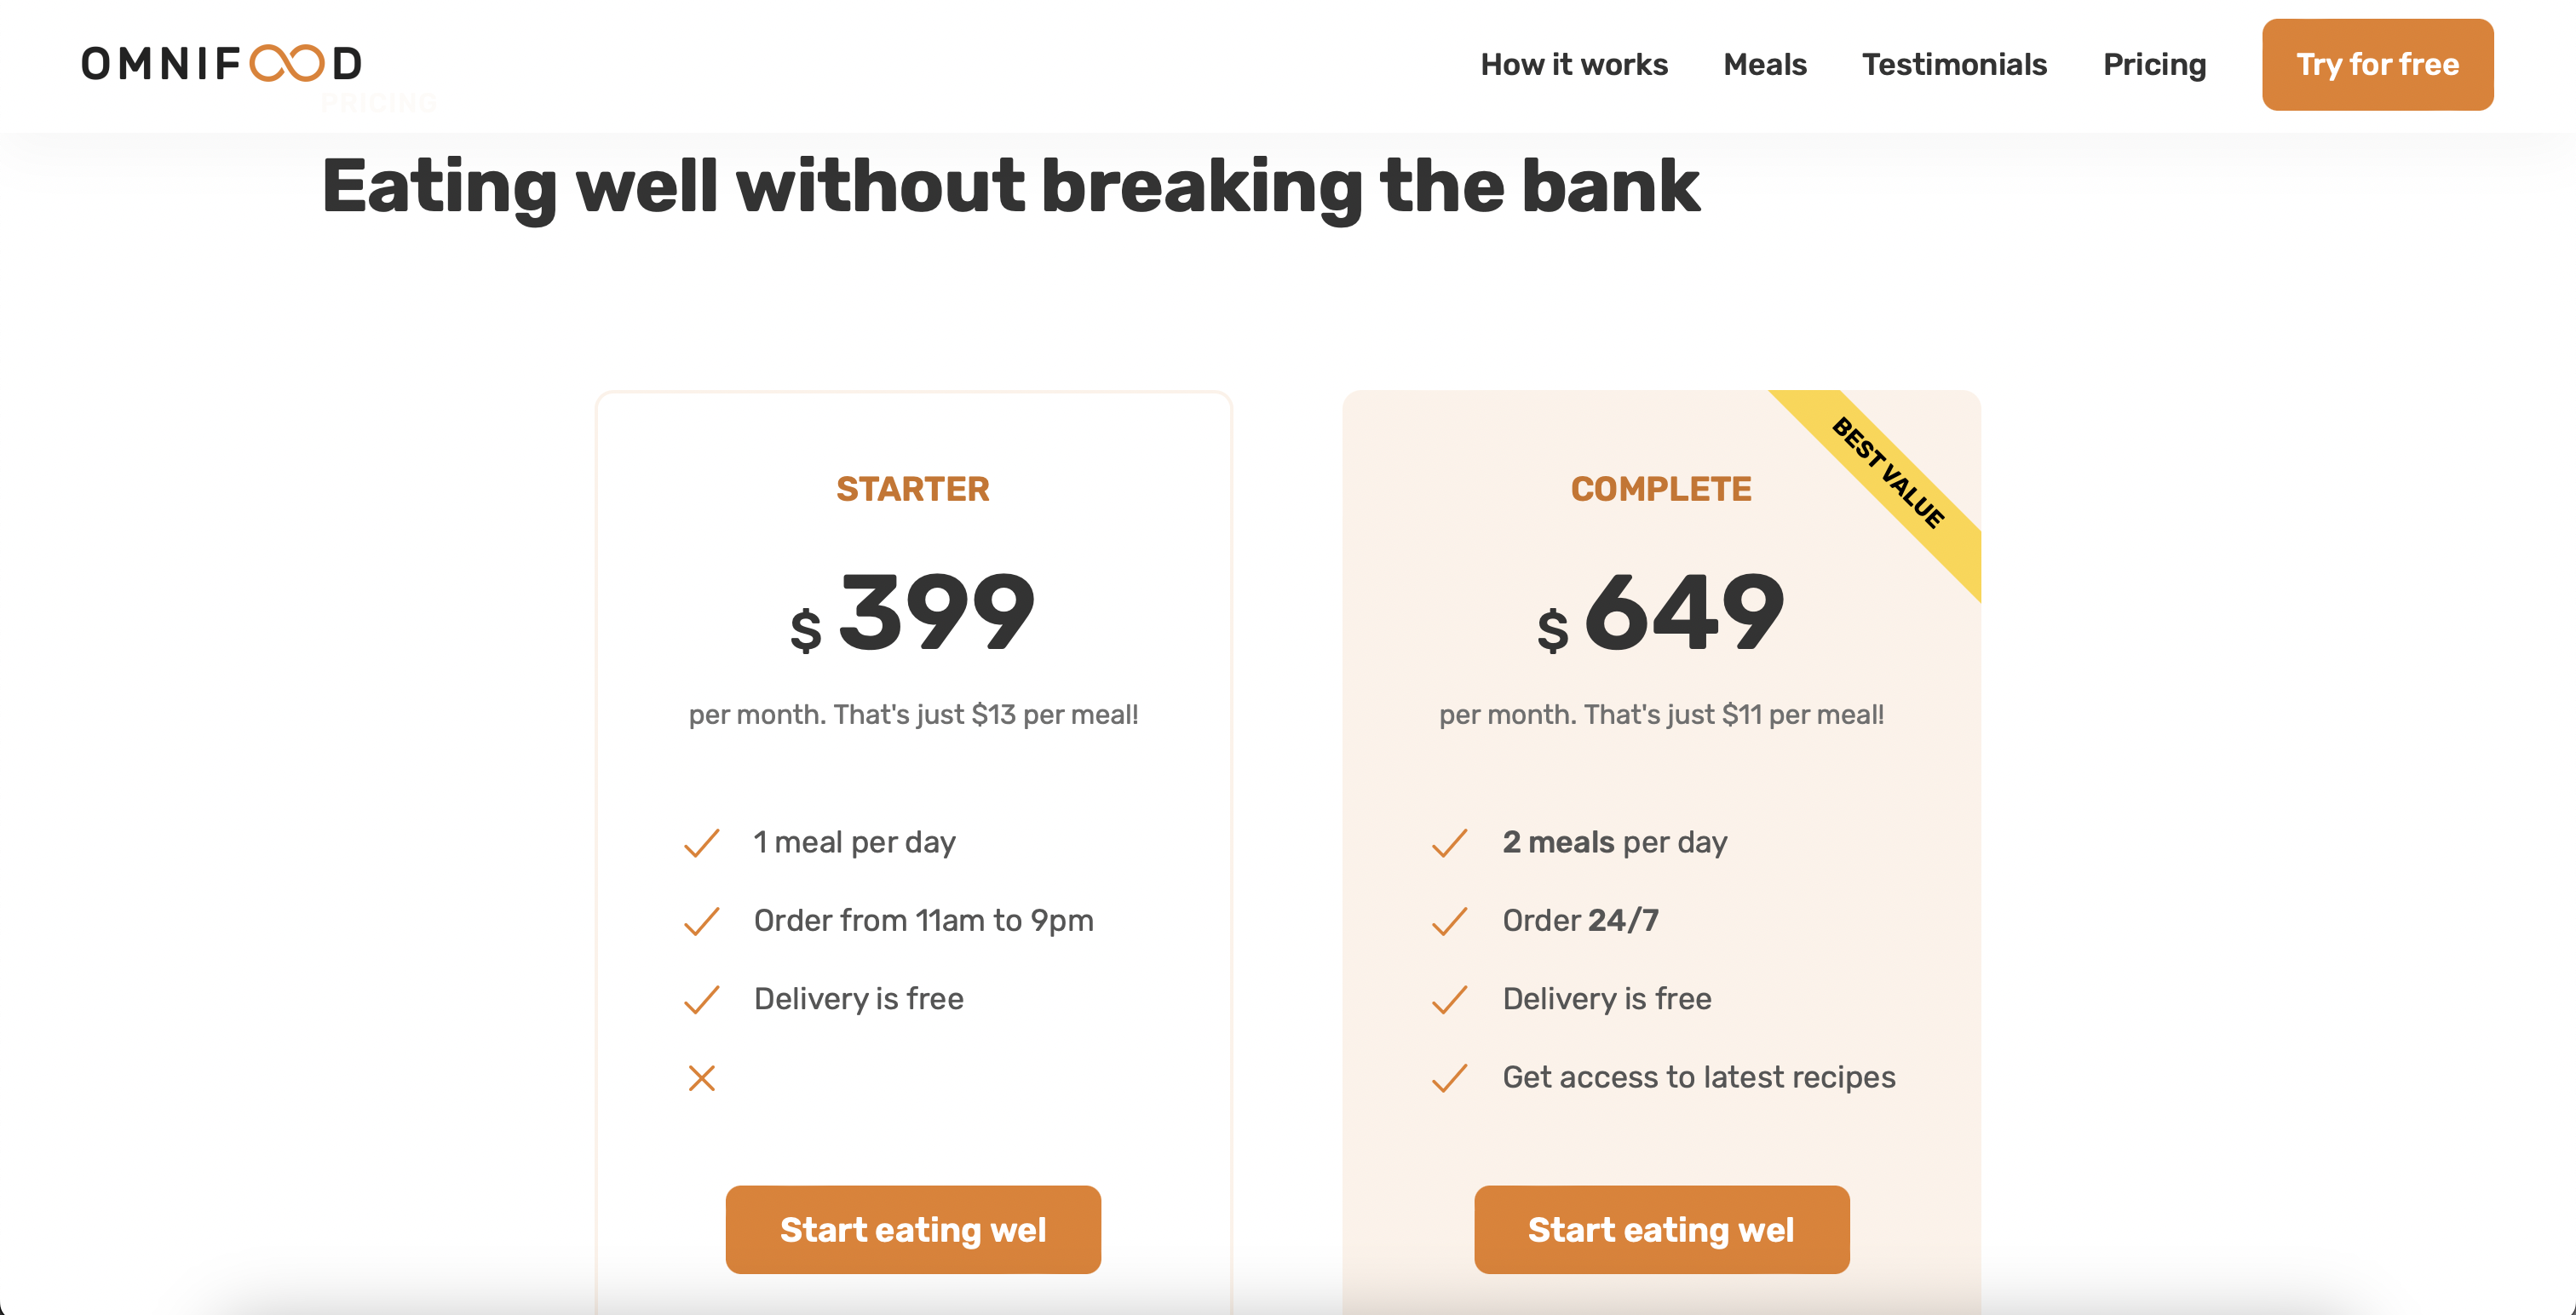 OMNIFOOD
How it works
Meals
Testimonials
Pricing
Try for free
PRICING
Eating well without breaking the bank
STARTER
$ 399
per month. That's just $13 per meal!
1 meal per day
Order from 11am to 9pm
Delivery is free
Start eating wel
BEST VALUE
COMPLETE
$ 649
per month. That's just $11 per meal!
2 meals per day
Order 24/7
Delivery is free
Get access to latest recipes
Start eating wel